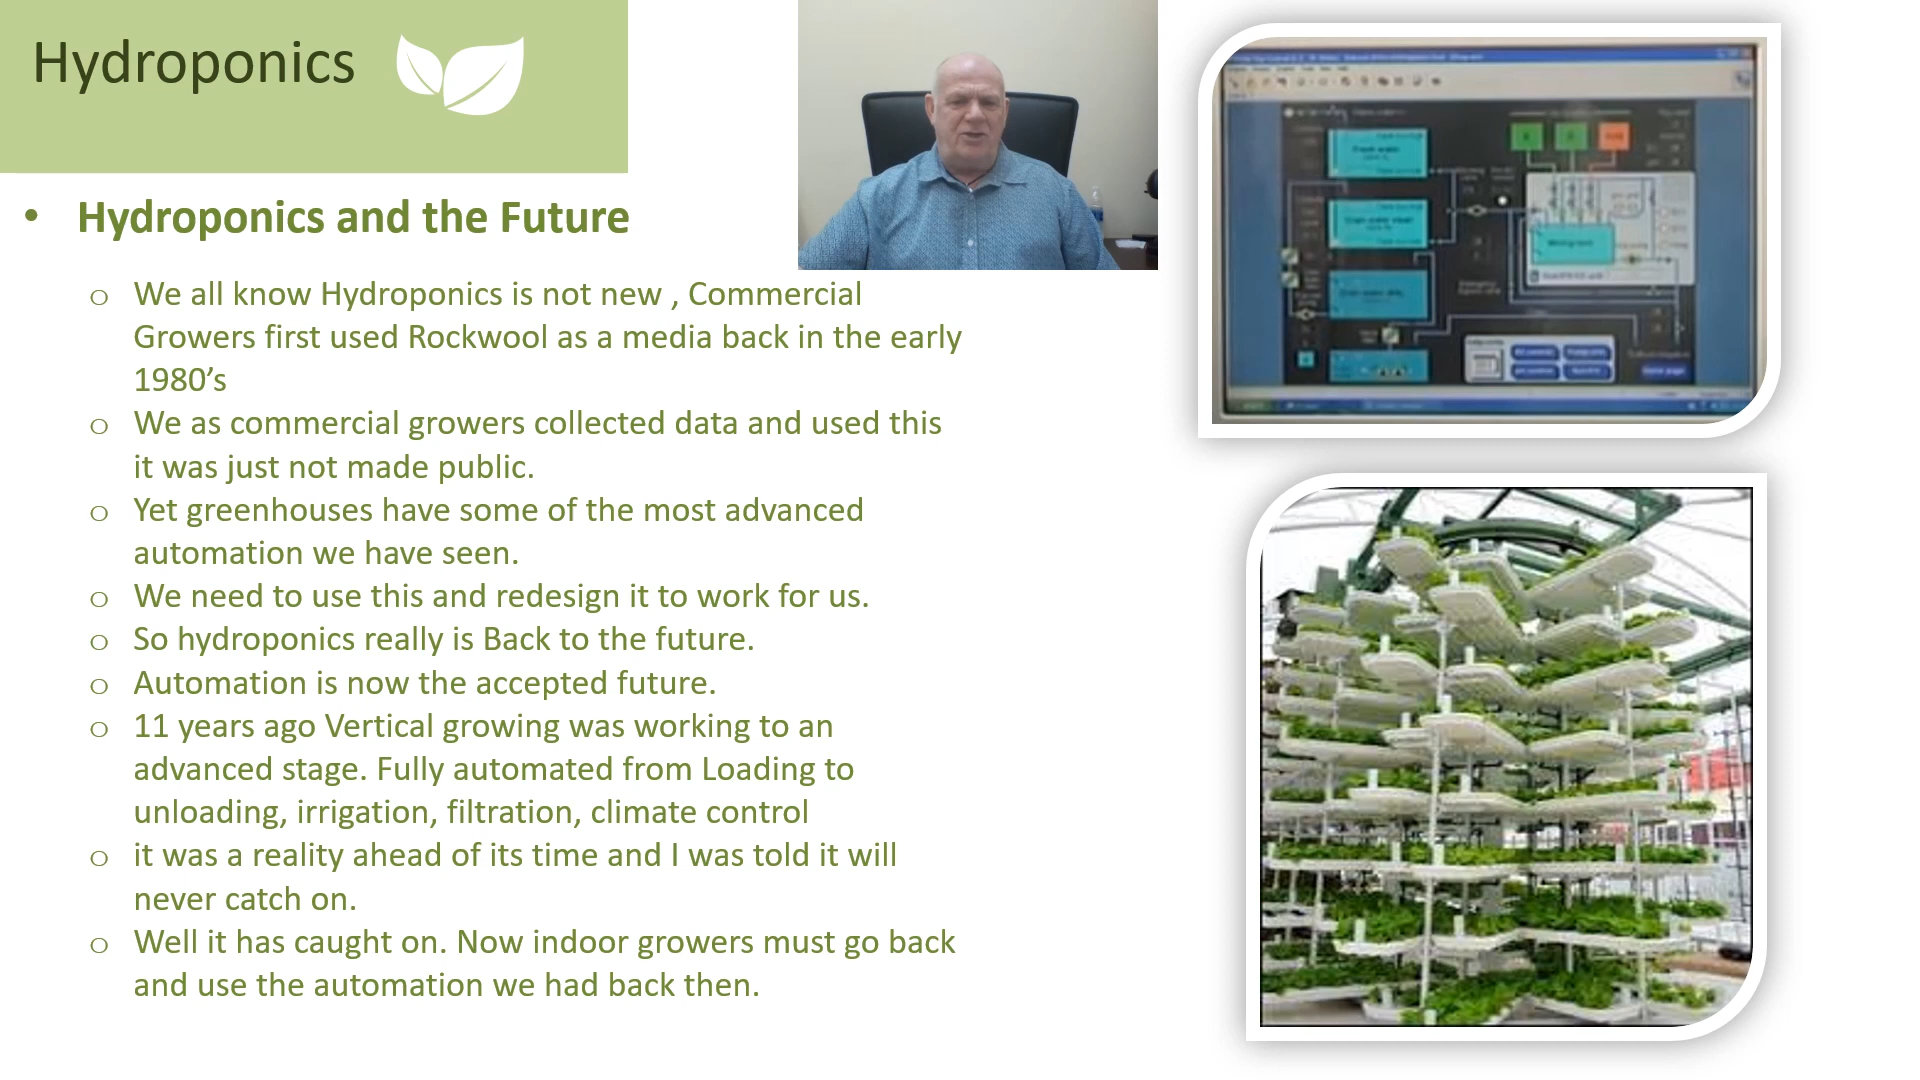 Hydroponics
• Hydroponics and the Future
o We all know Hydroponics is not new , Commercial
Growers first used Rockwool as a media back in the early
1980’s
o We as commercial growers collected data and used this
it was just not made public.
o Yet greenhouses have some of the most advanced
automation we have seen.
o We need to use this and redesign it to work for us.
o So hydroponics really is Back to the future.
o Automation is now the accepted future.
o 11 years ago Vertical growing was working to an
advanced stage. Fully automated from Loading to
unloading, irrigation, filtration, climate control
o it was a reality ahead of its time and I was told it will
never catch on.
o Well it has caught on. Now indoor growers must go back
and use the automation we had back then.